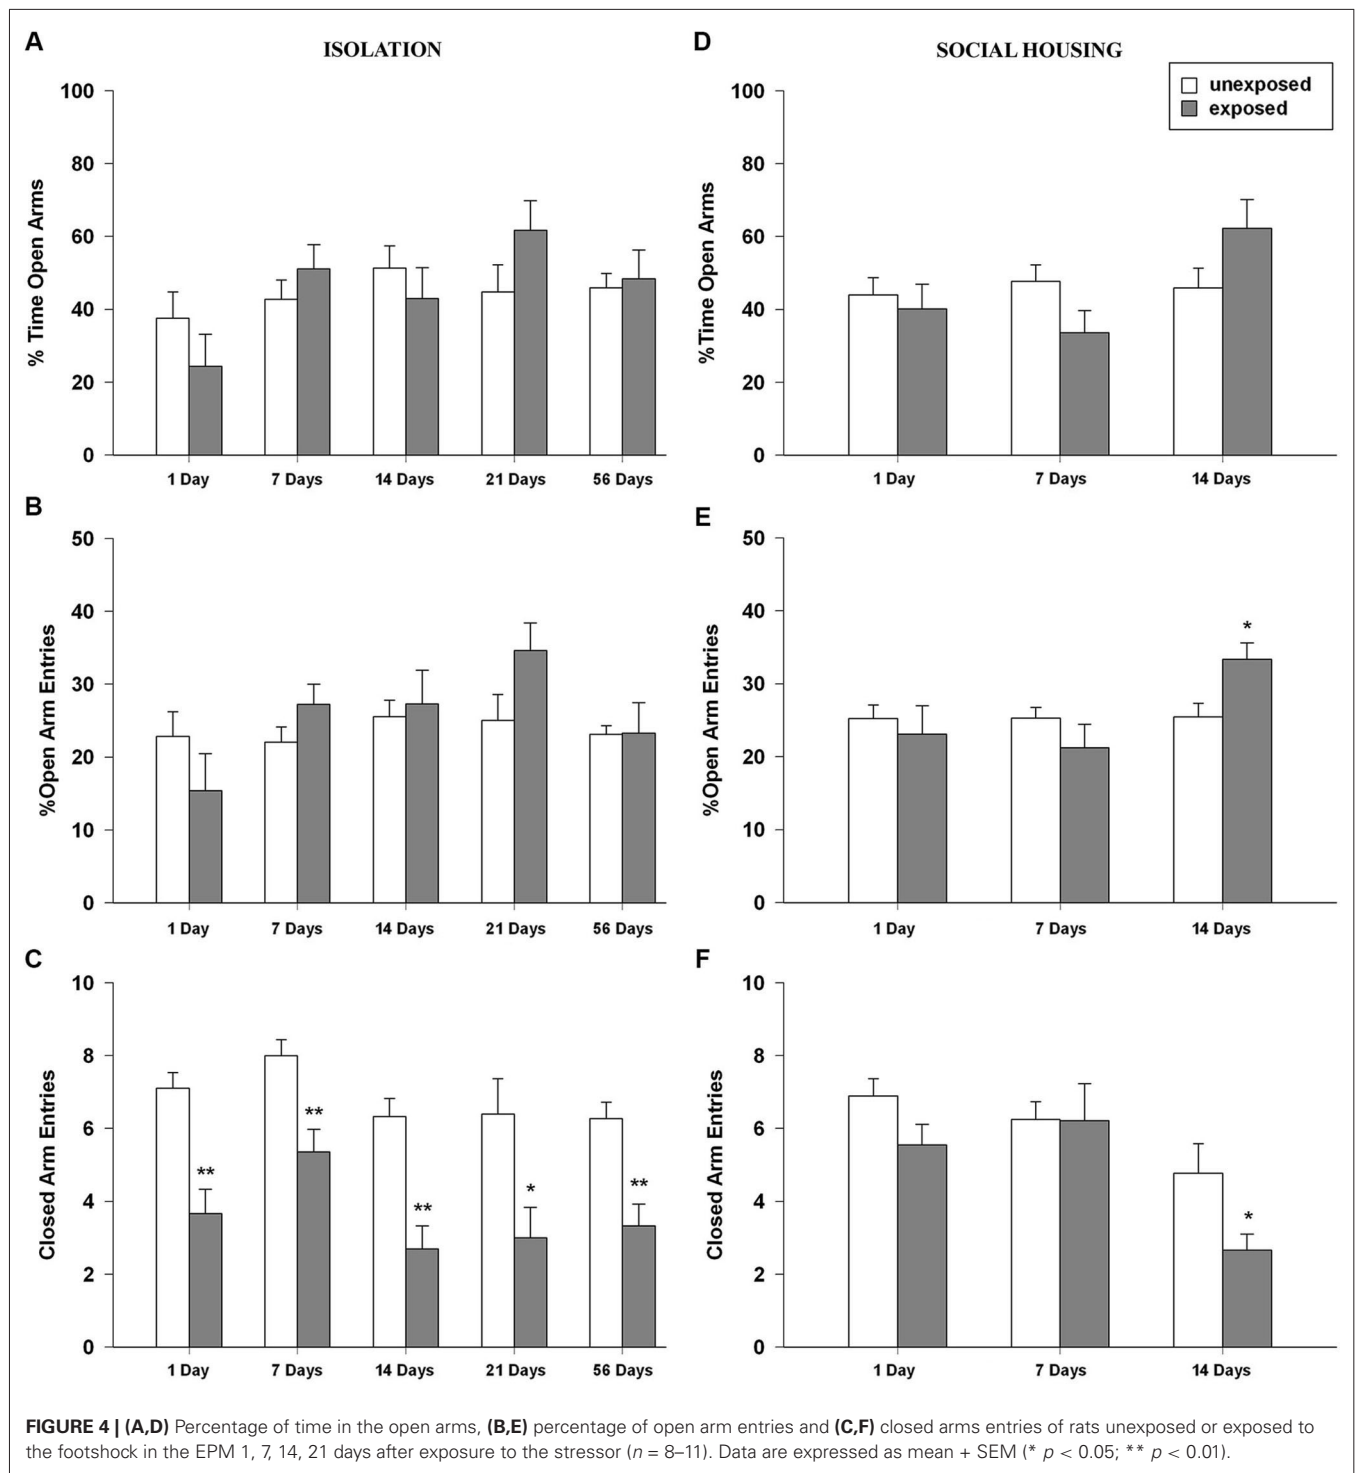 A
ISOLATION
100
80
60
40
20
0
% Time Open Arms
1 Day 7 Days 14 Days 21 Days 56 Days
D
SOCIAL HOUSING
unexposed
exposed
100
80
60
40
20
0
%Time Open Arms
1 Day 7 Days 14 Days
B
50
40
30
20
10
0
%Open Arm Entries
1 Day 7 Days 14 Days 21 Days 56 Days
E
50
40
30
20
10
0
%Open Arm Entries
*
1 Day 7 Days 14 Days
C
10
8
6
4
2
0
Closed Arm Entries
** ** ** * **
1 Day 7 Days 14 Days 21 Days 56 Days
F
10
8
6
4
2
0
Closed Arm Entries
*
1 Day 7 Days 14 Days
FIGURE 4 | (A,D) Percentage of time in the open arms, (B,E) percentage of open arm entries and (C,F) closed arms entries of rats unexposed or exposed to
the footshock in the EPM 1, 7, 14, 21 days after exposure to the stressor (n = 8–11). Data are expressed as mean + SEM (* p < 0.05; ** p < 0.01).